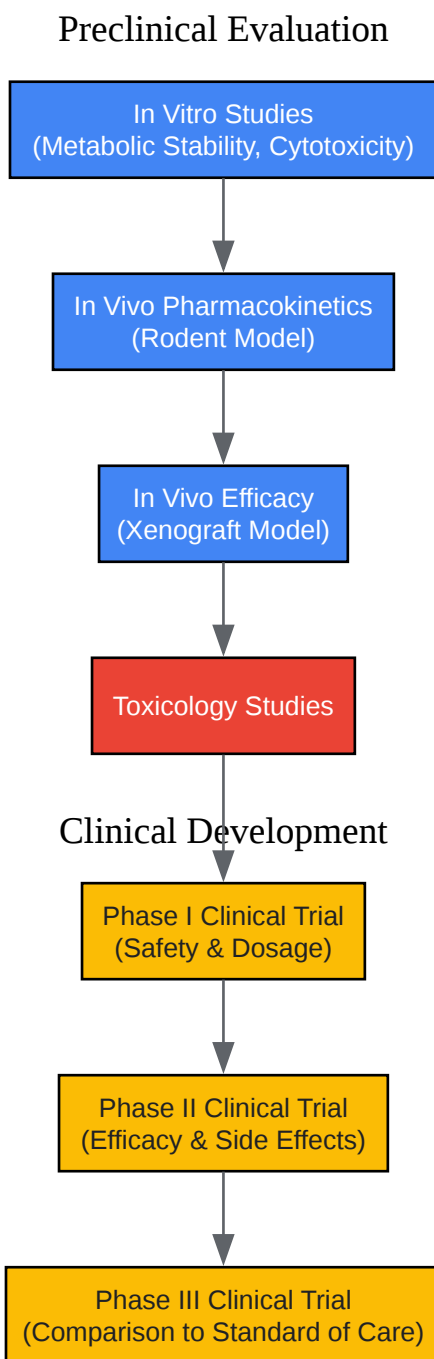 Preclinical Evaluation
In Vitro Studies
(Metabolic Stability, Cytotoxicity)
In Vivo Pharmacokinetics
(Rodent Model)
In Vivo Efficacy
(Xenograft Model)
Toxicology Studies
Clinical Development
Phase I Clinical Trial
(Safety & Dosage)
Phase II Clinical Trial
(Efficacy & Side Effects)
Phase III Clinical Trial
(Comparison to Standard of Care)